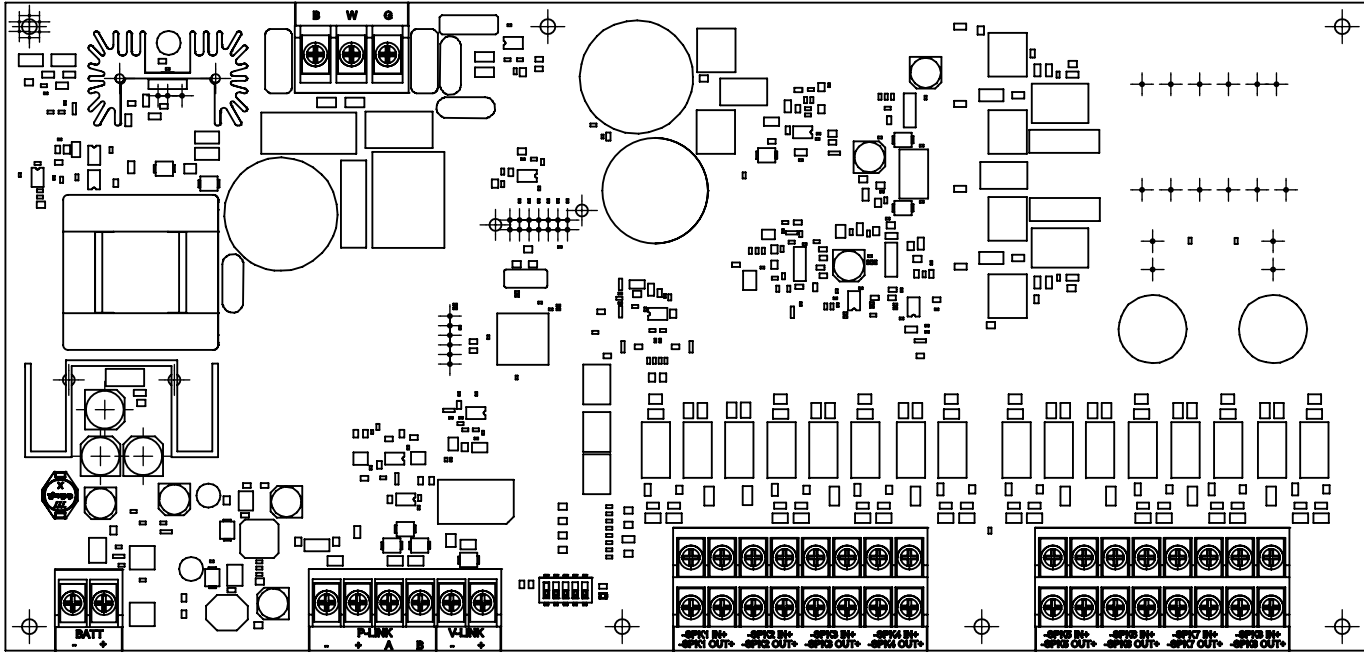 B W G
BATT
- +
P-LINK V-LINK
- + A B - +
-SPK1 IN+ -SPK2 IN+ -SPK3 IN+ -SPK4 IN+
-SPK1 OUT+ -SPK2 OUT+ -SPK3 OUT+ -SPK4 OUT+
-SPK5 IN+ -SPK6 IN+ -SPK7 IN+ -SPK8 IN+
-SPK5 OUT+ -SPK6 OUT+ -SPK7 OUT+ -SPK8 OUT+